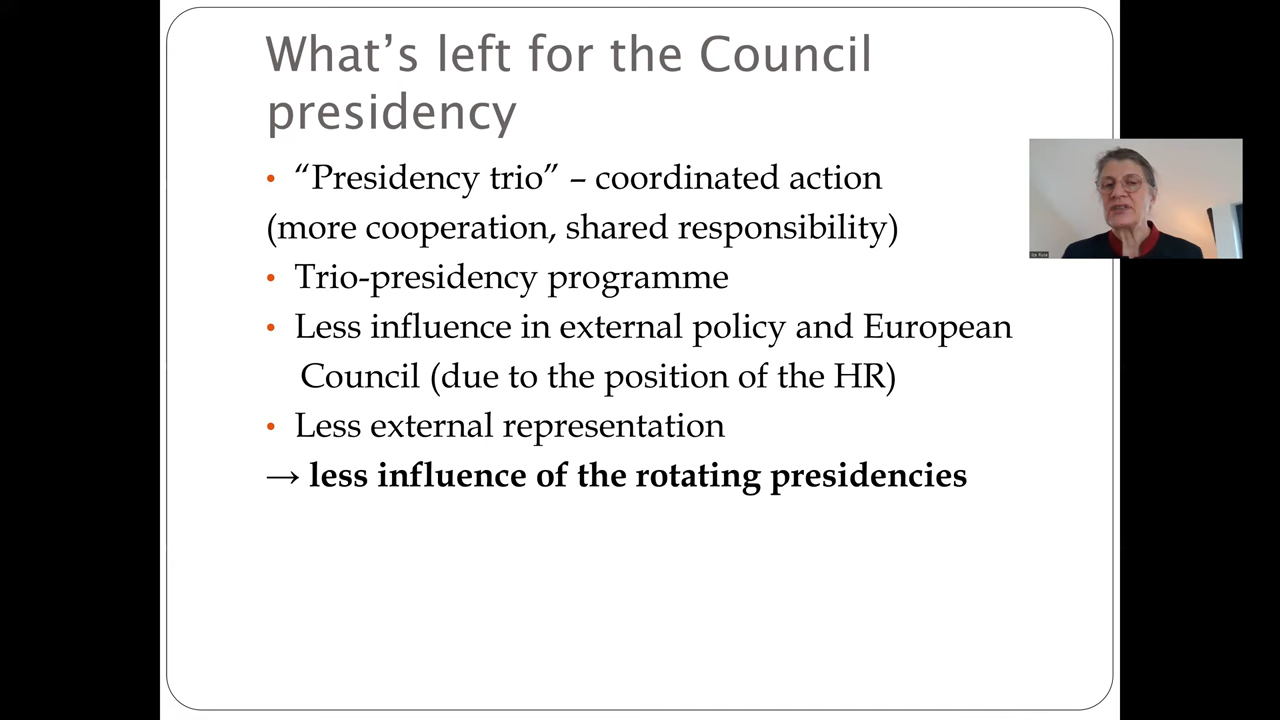 What’s left for the Council
presidency
• “Presidency trio” – coordinated action
(more cooperation, shared responsibility)
• Trio-presidency programme
• Less influence in external policy and European
Council (due to the position of the HR)
• Less external representation
→ less influence of the rotating presidencies